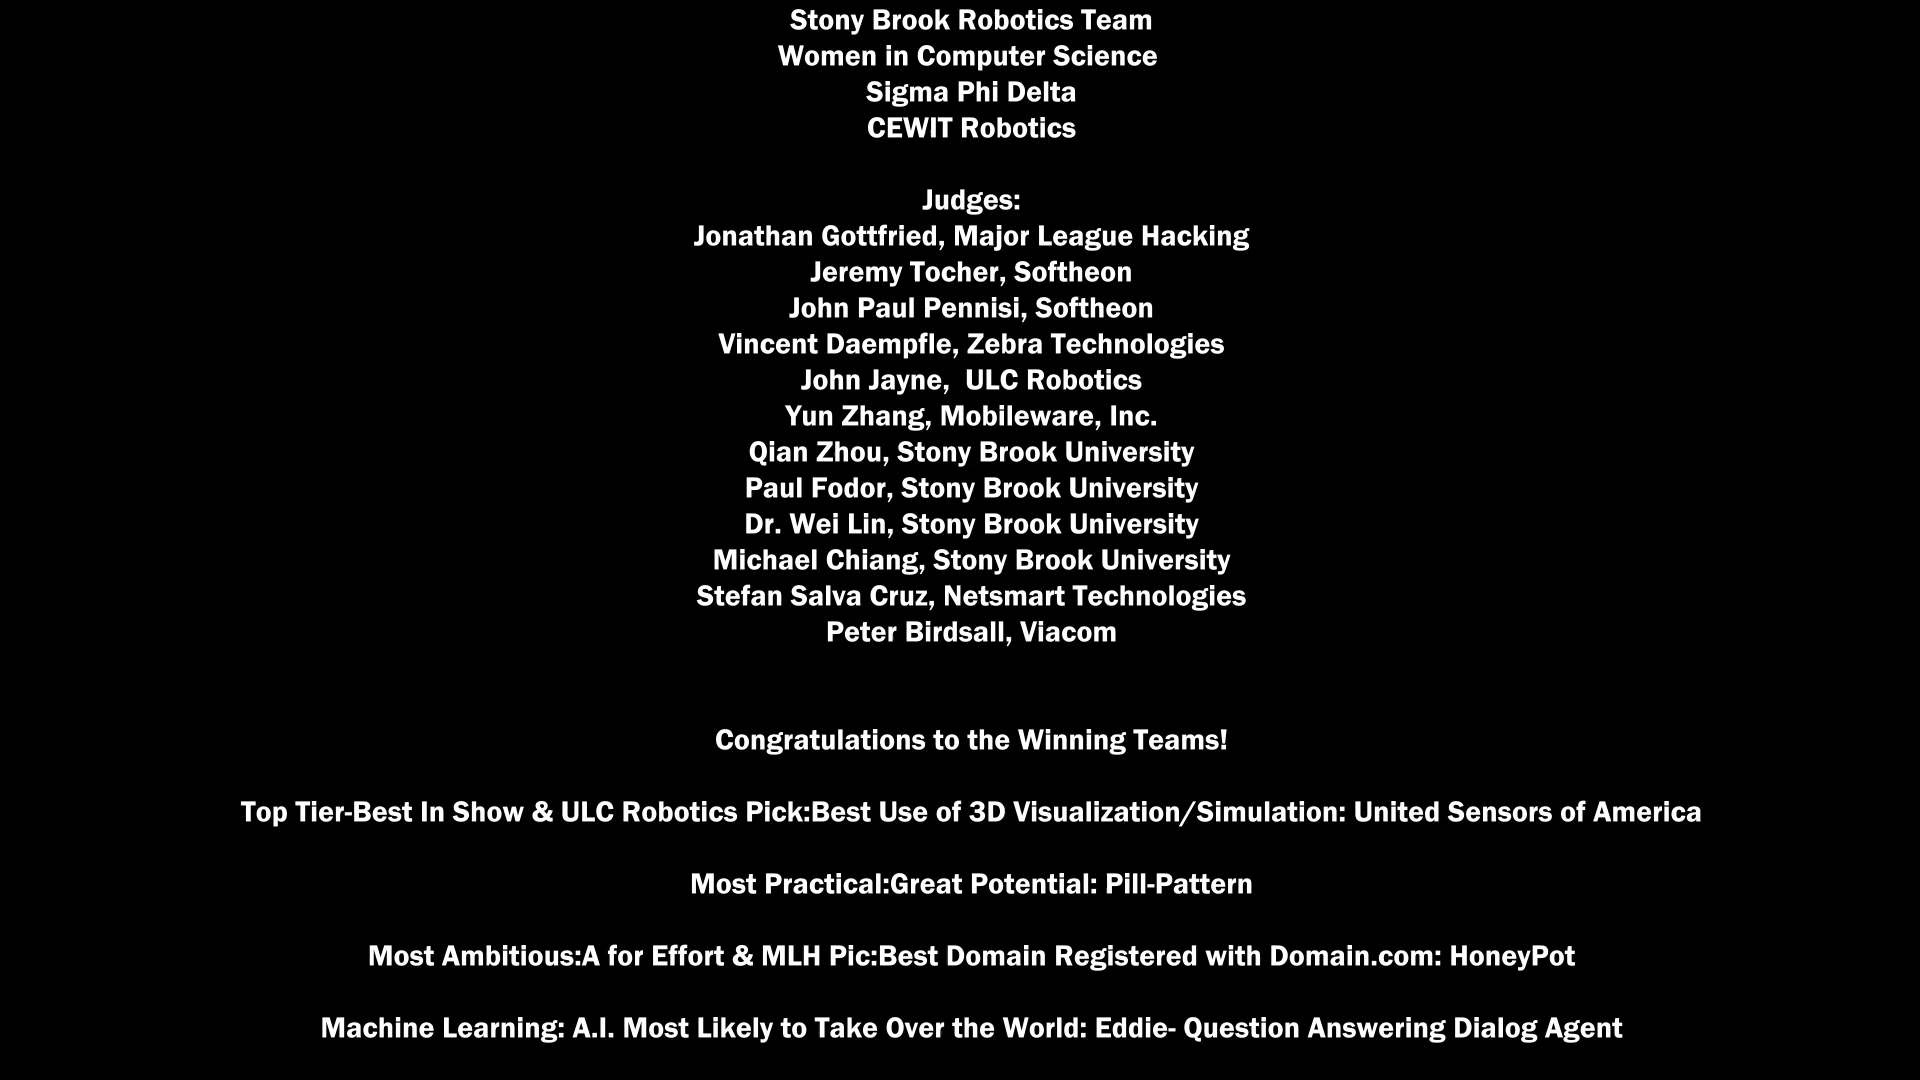 Stony Brook Robotics Team
Women in Computer Science
Sigma Phi Delta
CEWIT Robotics
Judges:
Jonathan Gottfried, Major League Hacking
Jeremy Tocher, Softheon
John Paul Pennisi, Softheon
Vincent Daempfle, Zebra Technologies
John Jayne,  ULC Robotics
Yun Zhang, Mobileware, Inc.
Qian Zhou, Stony Brook University
Paul Fodor, Stony Brook University
Dr. Wei Lin, Stony Brook University
Michael Chiang, Stony Brook University
Stefan Salva Cruz, Netsmart Technologies
Peter Birdsall, Viacom
Congratulations to the Winning Teams!
Top Tier-Best In Show & ULC Robotics Pick:Best Use of 3D Visualization/Simulation: United Sensors of America
Most Practical:Great Potential: Pill-Pattern
Most Ambitious:A for Effort & MLH Pic:Best Domain Registered with Domain.com: HoneyPot
Machine Learning: A.I. Most Likely to Take Over the World: Eddie- Question Answering Dialog Agent